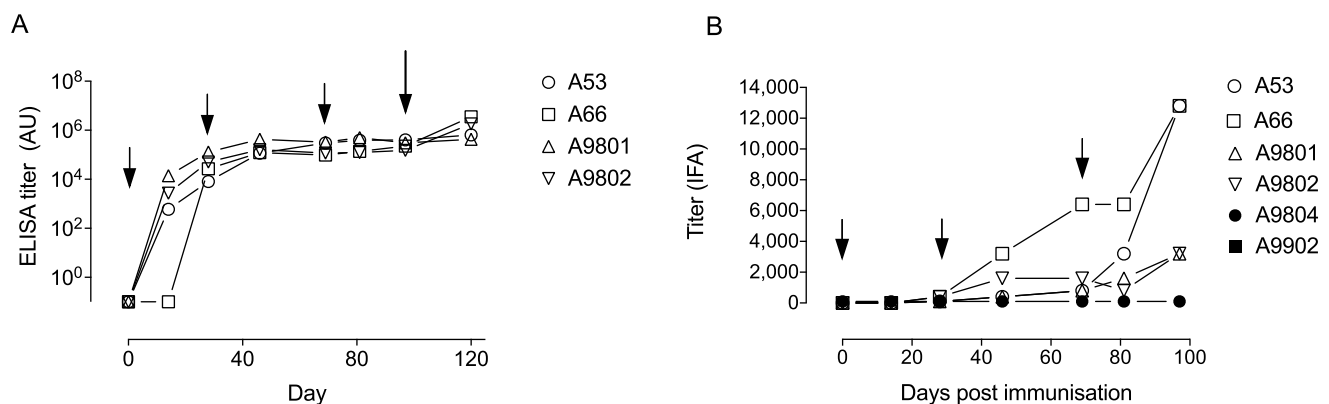 A
ELISA titer (AU)
10^8
10^6
10^4
10^2
10^0
0
40
80
120
Day
A53
A66
A9801
A9802
B
Titer (IFA)
14,000
12,000
10,000
8,000
6,000
4,000
2,000
0
0
20
40
60
80
100
Days post immunisation
A53
A66
A9801
A9802
A9804
A9902